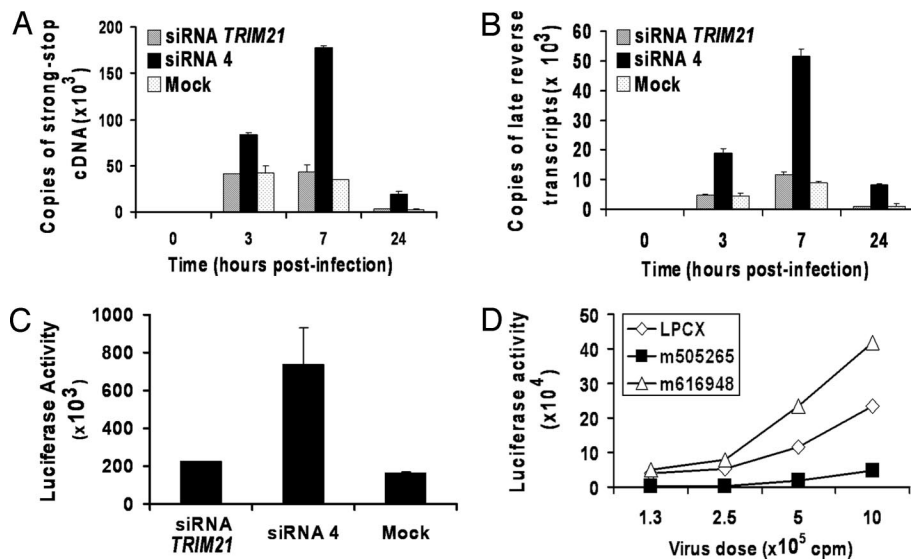 A
siRNA TRIM21
siRNA 4
Mock
Copies of strong-stop
cDNA(x10³)
200
150
100
50
0
0 3 7 24
Time (hours post-infection)
B
siRNA TRIM21
siRNA 4
Mock
Copies of late reverse
transcripts(x 10³)
60
50
40
30
20
10
0
0 3 7 24
Time (hours post-infection)
C
Luciferase Activity
(x10³)
1000
800
600
400
200
0
siRNA siRNA 4 Mock
TRIM21
D
LPCX
m505265
m616948
Luciferase activity
(x10⁴)
50
40
30
20
10
0
1.3 2.5 5 10
Virus dose (x10⁵ cpm)